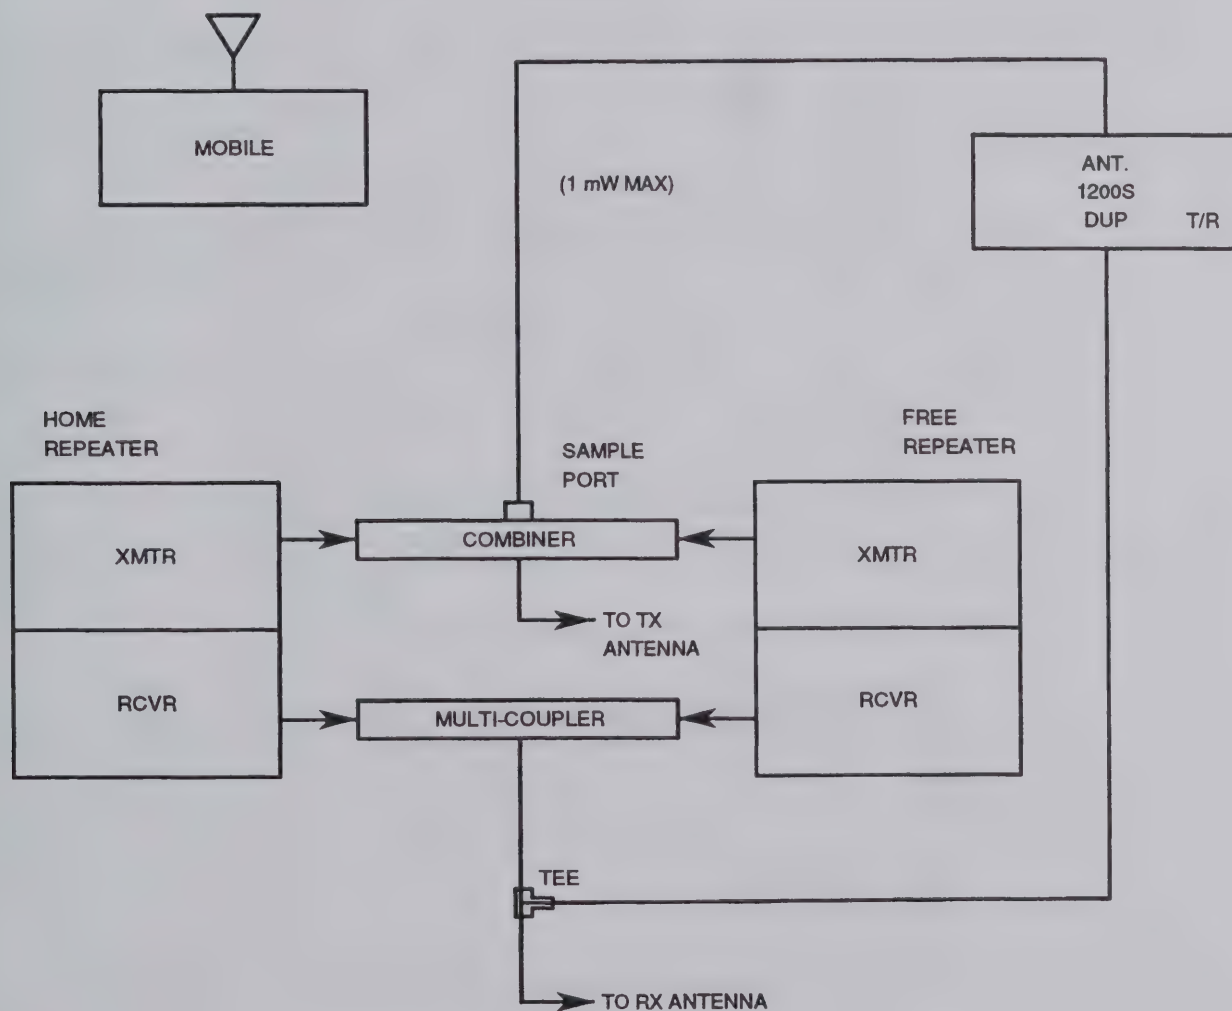 MOBILE
(1 mW MAX)
ANT.
1200S
DUP T/R
HOME
REPEATER
SAMPLE
PORT
FREE
REPEATER
XMTR
COMBINER
XMTR
TO TX
ANTENNA
RCVR
MULTI-COUPLER
RCVR
TEE
TO RX ANTENNA